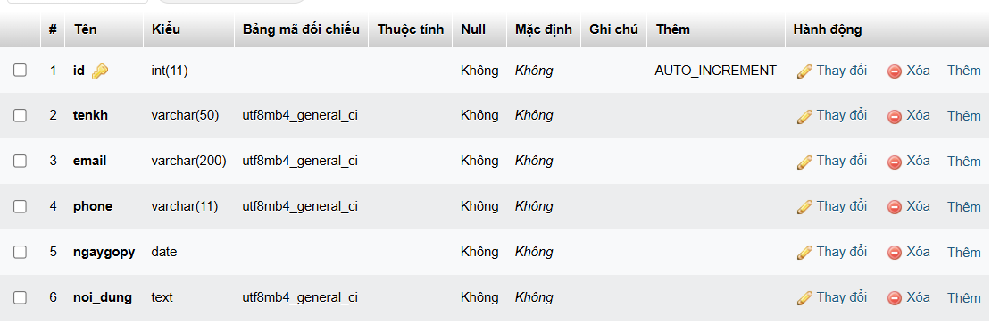 # Tên Kiểu Bảng mã đối chiếu Thuộc tính Null Mặc định Ghi chú Thêm Hành động
1 id int(11) Không Không AUTO_INCREMENT Thay đổi Xóa Thêm
2 tenkh varchar(50) utf8mb4_general_ci Không Không Thay đổi Xóa Thêm
3 email varchar(200) utf8mb4_general_ci Không Không Thay đổi Xóa Thêm
4 phone varchar(11) utf8mb4_general_ci Không Không Thay đổi Xóa Thêm
5 ngaygopy date Không Không Thay đổi Xóa Thêm
6 noi_dung text utf8mb4_general_ci Không Không Thay đổi Xóa Thêm